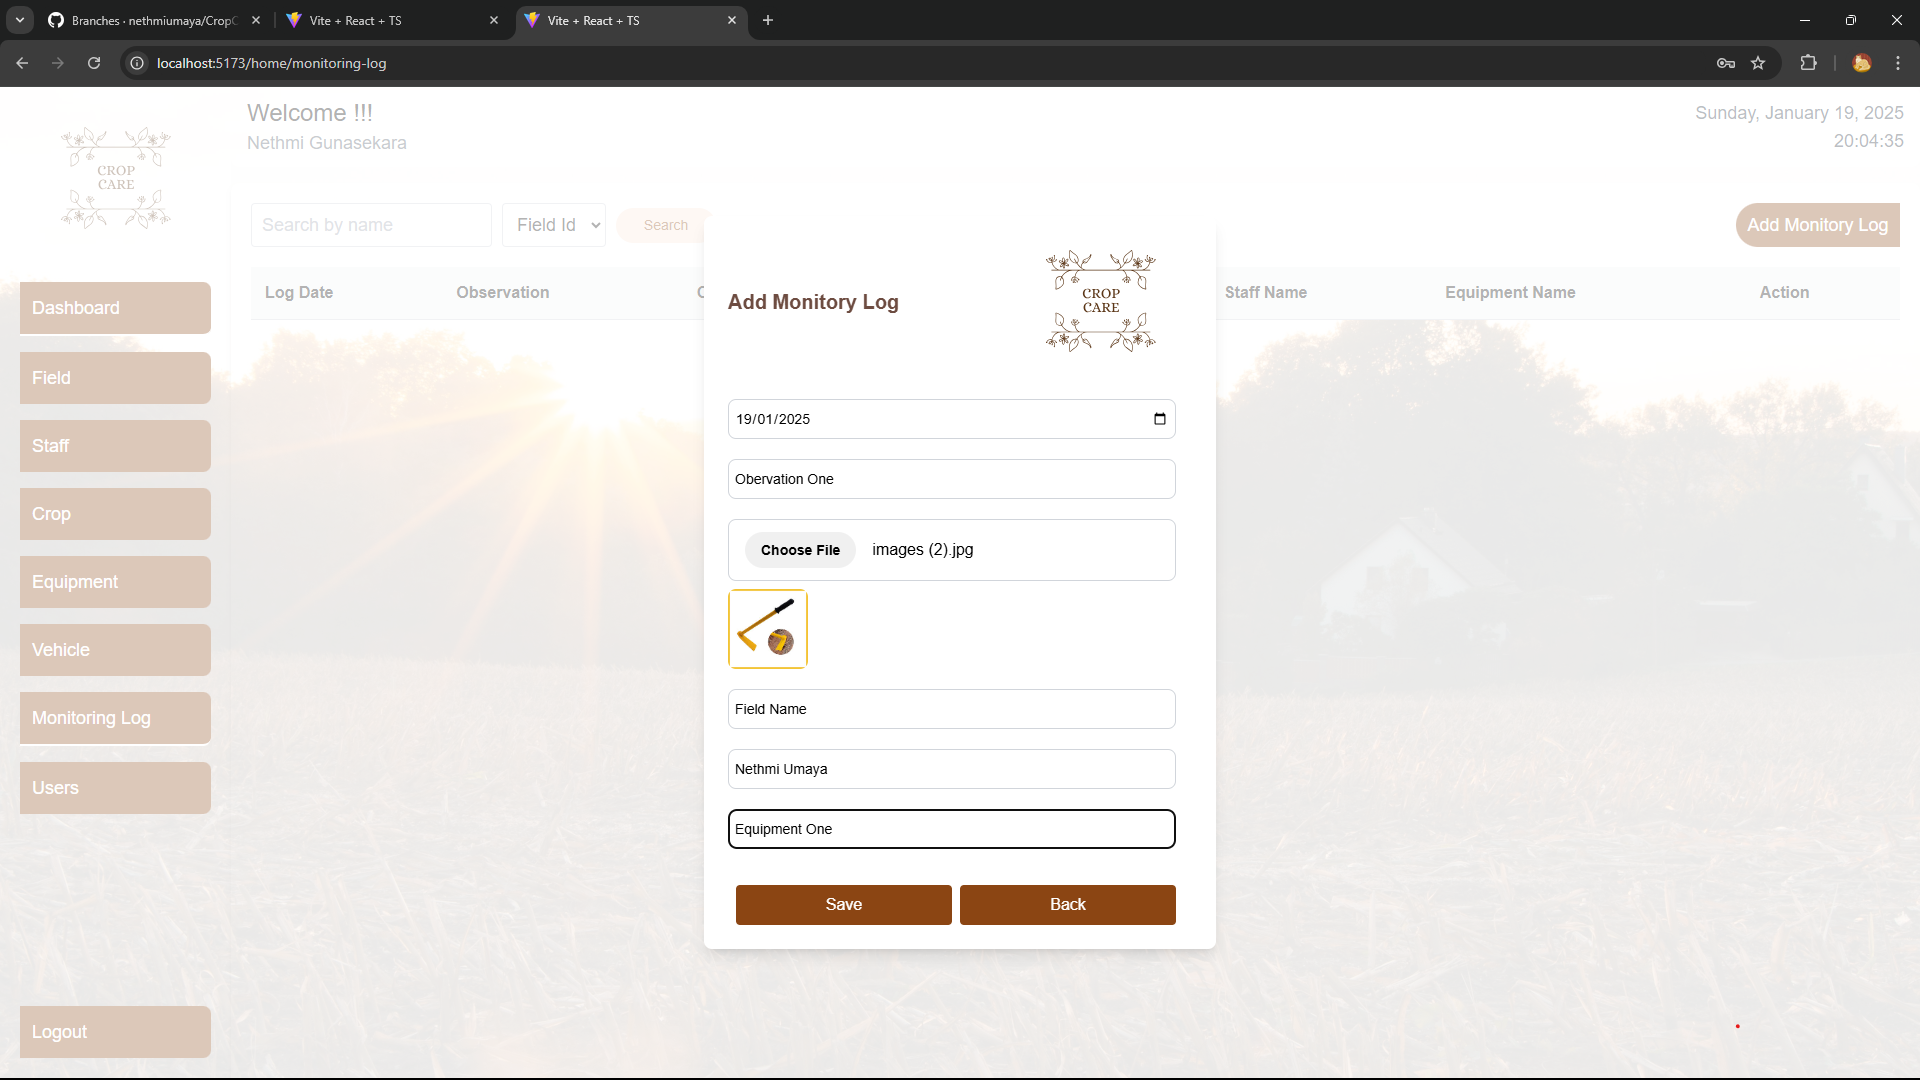 Branches · nethmiumaya/CropC
Vite + React + TS
Vite + React + TS
localhost:5173/home/monitoring-log
CROP
CARE
Welcome !!!
Nethmi Gunasekara
Sunday, January 19, 2025
20:04:35
Search by name
Field Id
Search
Add Monitory Log
Log Date
Observation
Staff Name
Equipment Name
Action
Dashboard
Field
Staff
Crop
Equipment
Vehicle
Monitoring Log
Users
Logout
Add Monitory Log
CROP
CARE
19/01/2025
Obervation One
Choose File images (2).jpg
Field Name
Nethmi Umaya
Equipment One
Save
Back